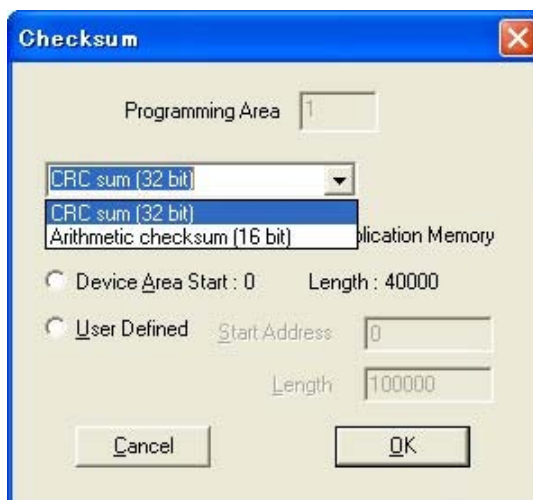 Checksum
Programming Area 1
CRC sum (32 bit)
CRC sum (32 bit)
Arithmetic checksum (16 bit)
Memory
Device Area Start : 0 Length : 40000
User Defined Start Address 0
Length 100000
Cancel OK